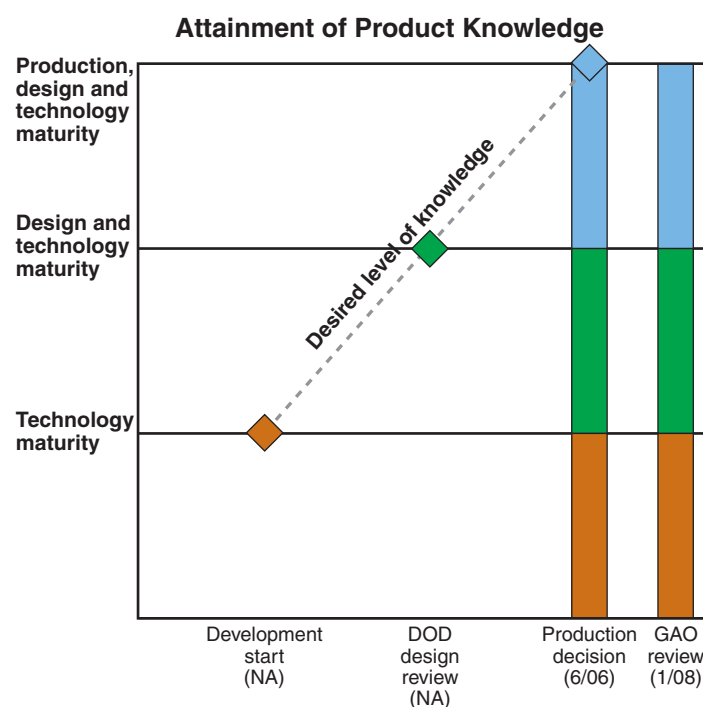 Attainment of Product Knowledge
Production,
design and
technology
maturity
Design and
technology
maturity
Technology
maturity
Desired level of knowledge
Development
start
(NA)
DOD
design
review
(NA)
Production
decision
(6/06)
GAO
review
(1/08)